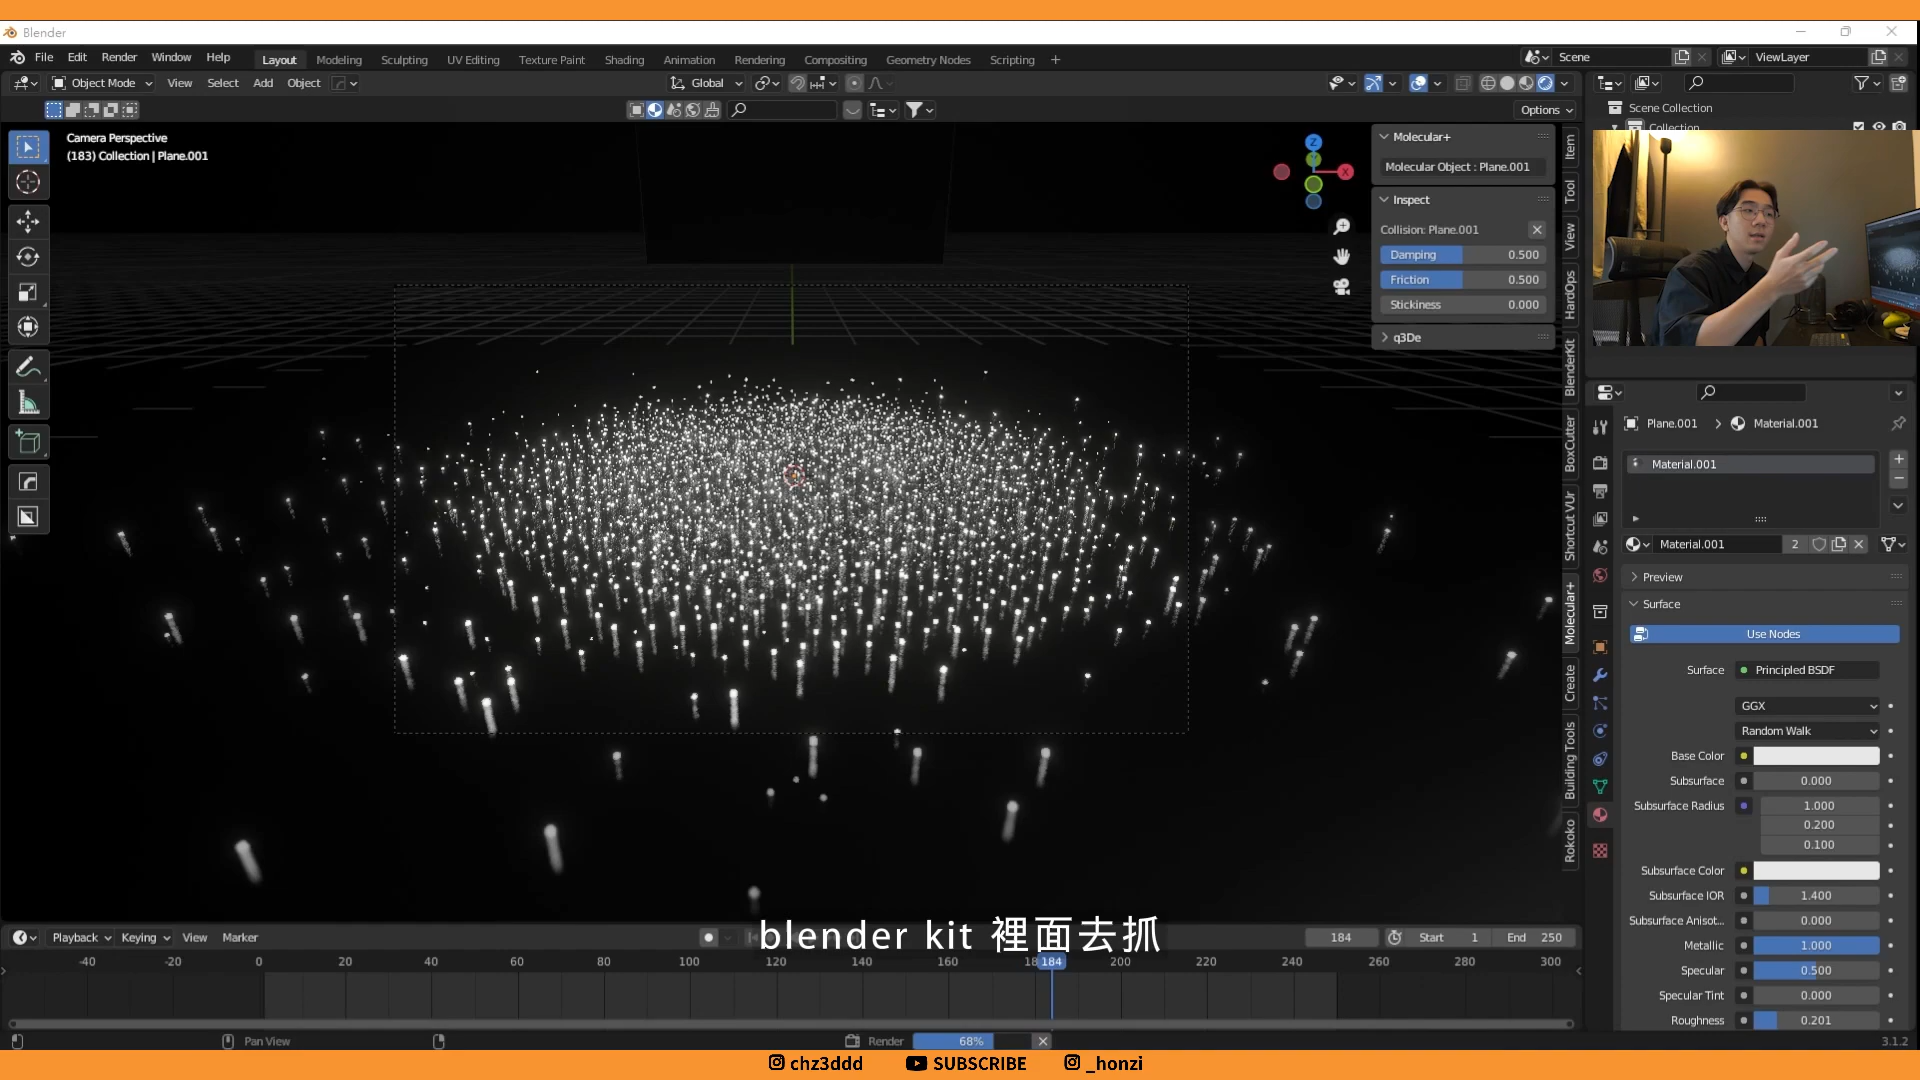 Blender
File Edit Render Window Help
Layout Modeling Sculpting UV Editing Texture Paint Shading Animation Rendering Compositing Geometry Nodes Scripting +
Scene
ViewLayer
Object Mode View Select Add Object
Global
Options
Camera Perspective
(183) Collection | Plane.001
Z
X
Molecular+
Molecular Object : Plane.001
Inspect
Collision: Plane.001
Damping 0.500
Friction 0.500
Stickiness 0.000
q3De
Item
Tool
View
HardOps
BlenderKit
BoxCutter
Shortcut VUr
Molecular+
Create
Building Tools
Rokoko
Scene Collection
Collection
Plane.001 > Material.001
Material.001
Material.001 2
Preview
Surface
Use Nodes
Surface Principled BSDF
GGX
Random Walk
Base Color
Subsurface 0.000
Subsurface Radius 1.000
0.200
0.100
Subsurface Color
Subsurface IOR 1.400
Subsurface Anisot... 0.000
Metallic 1.000
Specular 0.500
Specular Tint 0.000
Roughness 0.201
blender kit 裡面去抓
Playback Keying View Marker
184 Start 1 End 250
-40 -20 0 20 40 60 80 100 120 140 160 184 200 220 240 260 280 300
Pan View
Render 68%
3.1.2
chz3ddd SUBSCRIBE _honzi